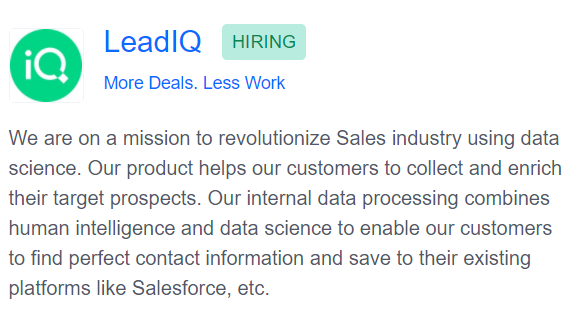 iQ
LeadIQ HIRING
More Deals. Less Work
We are on a mission to revolutionize Sales industry using data
science. Our product helps our customers to collect and enrich
their target prospects. Our internal data processing combines
human intelligence and data science to enable our customers
to find perfect contact information and save to their existing
platforms like Salesforce, etc.